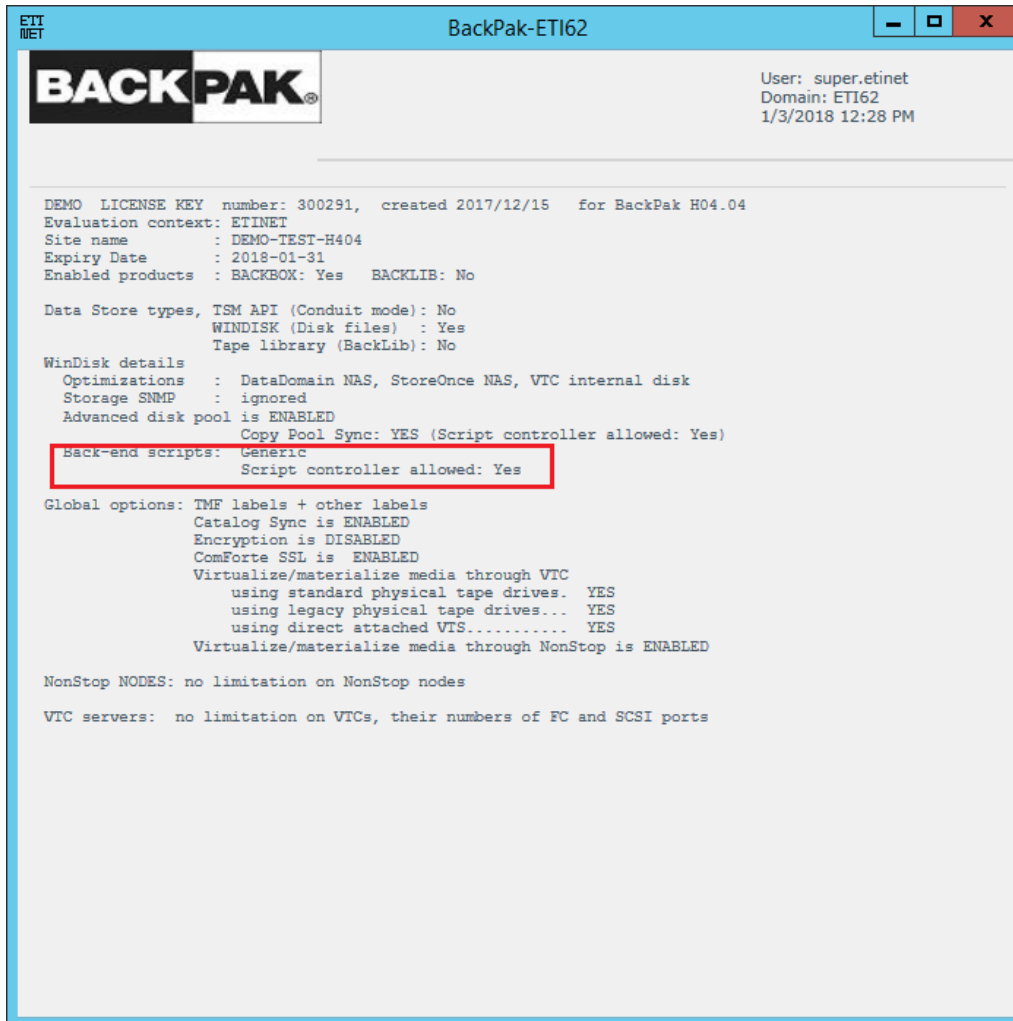 ETI
NET
BackPak-ETI62
BACKPAK®
User: super.etinet
Domain: ETI62
1/3/2018 12:28 PM
DEMO LICENSE KEY number: 300291, created 2017/12/15 for BackPak H04.04
Evaluation context: ETINET
Site name : DEMO-TEST-H404
Expiry Date : 2018-01-31
Enabled products : BACKBOX: Yes BACKLIB: No
Data Store types, TSM API (Conduit mode): No
WINDISK (Disk files) : Yes
Tape library (BackLib): No
WinDisk details
Optimizations : DataDomain NAS, StoreOnce NAS, VTC internal disk
Storage SNMP : ignored
Advanced disk pool is ENABLED
Copy Pool Sync: YES (Script controller allowed: Yes)
Back-end scripts: Generic
Script controller allowed: Yes
Global options: TMF labels + other labels
Catalog Sync is ENABLED
Encryption is DISABLED
ComForte SSL is ENABLED
Virtualize/materialize media through VTC
using standard physical tape drives. YES
using legacy physical tape drives... YES
using direct attached VTS........... YES
Virtualize/materialize media through NonStop is ENABLED
NonStop NODES: no limitation on NonStop nodes
VTC servers: no limitation on VTCs, their numbers of FC and SCSI ports